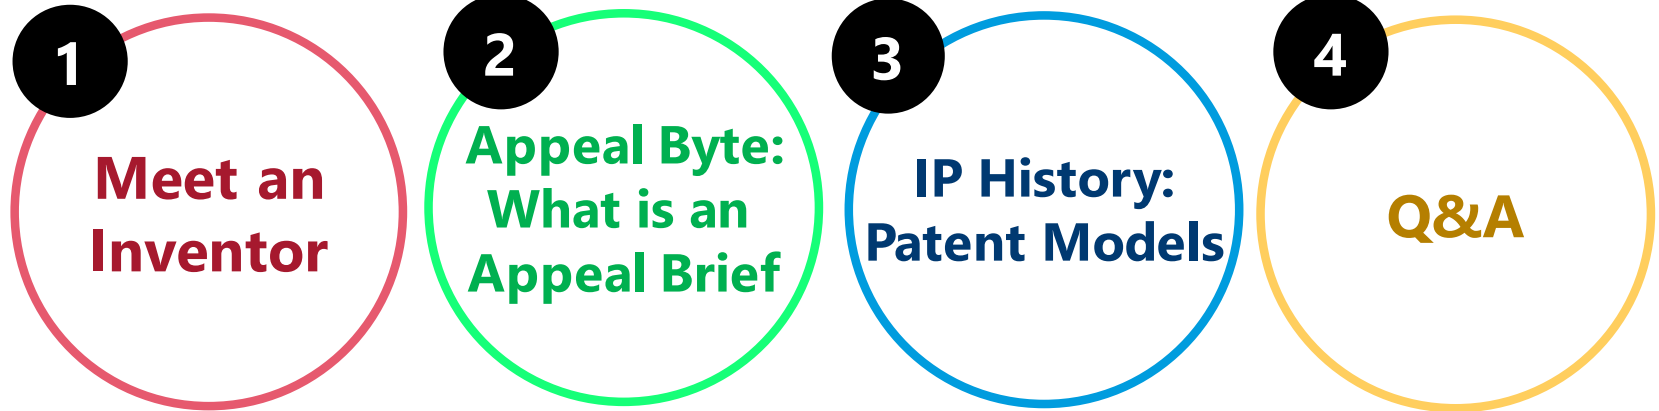 1
Meet an
Inventor
2
Appeal Byte:
What is an
Appeal Brief
3
IP History:
Patent Models
4
Q&A